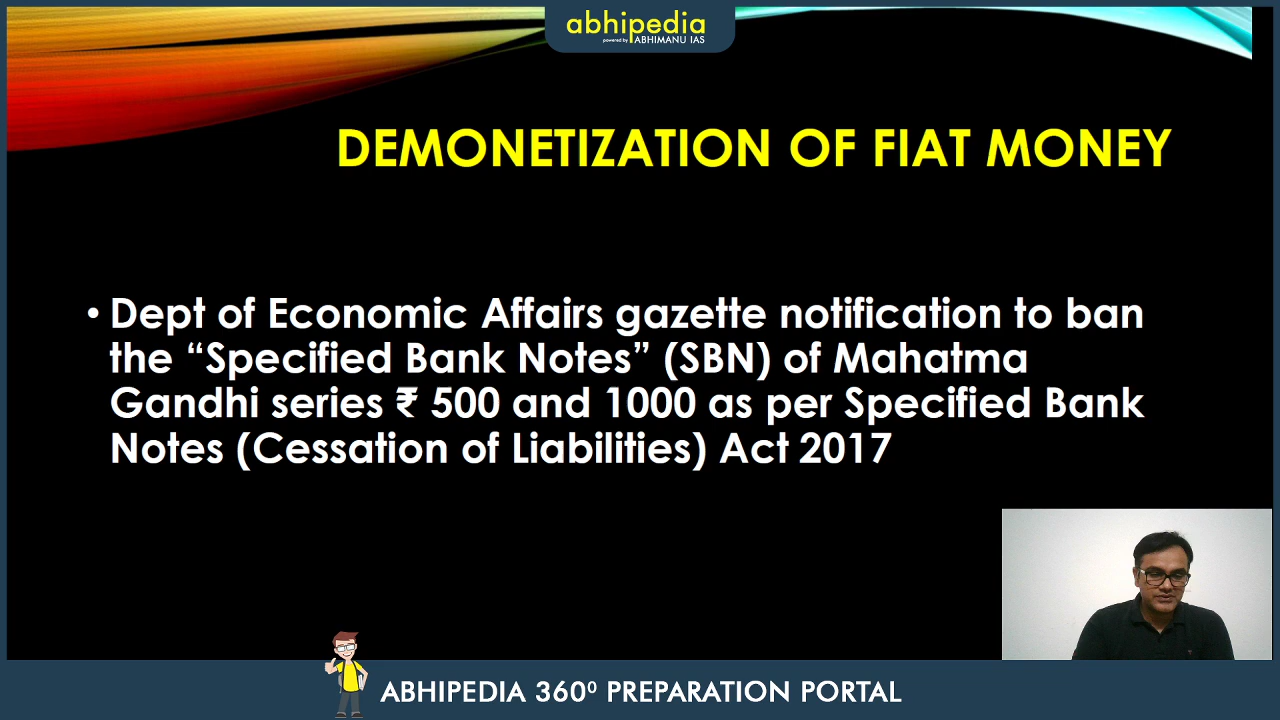 abhipedia
powered by ABHIMANU IAS
DEMONETIZATION OF FIAT MONEY
• Dept of Economic Affairs gazette notification to ban
the “Specified Bank Notes” (SBN) of Mahatma
Gandhi series ₹ 500 and 1000 as per Specified Bank
Notes (Cessation of Liabilities) Act 2017
ABHIPEDIA 360⁰ PREPARATION PORTAL